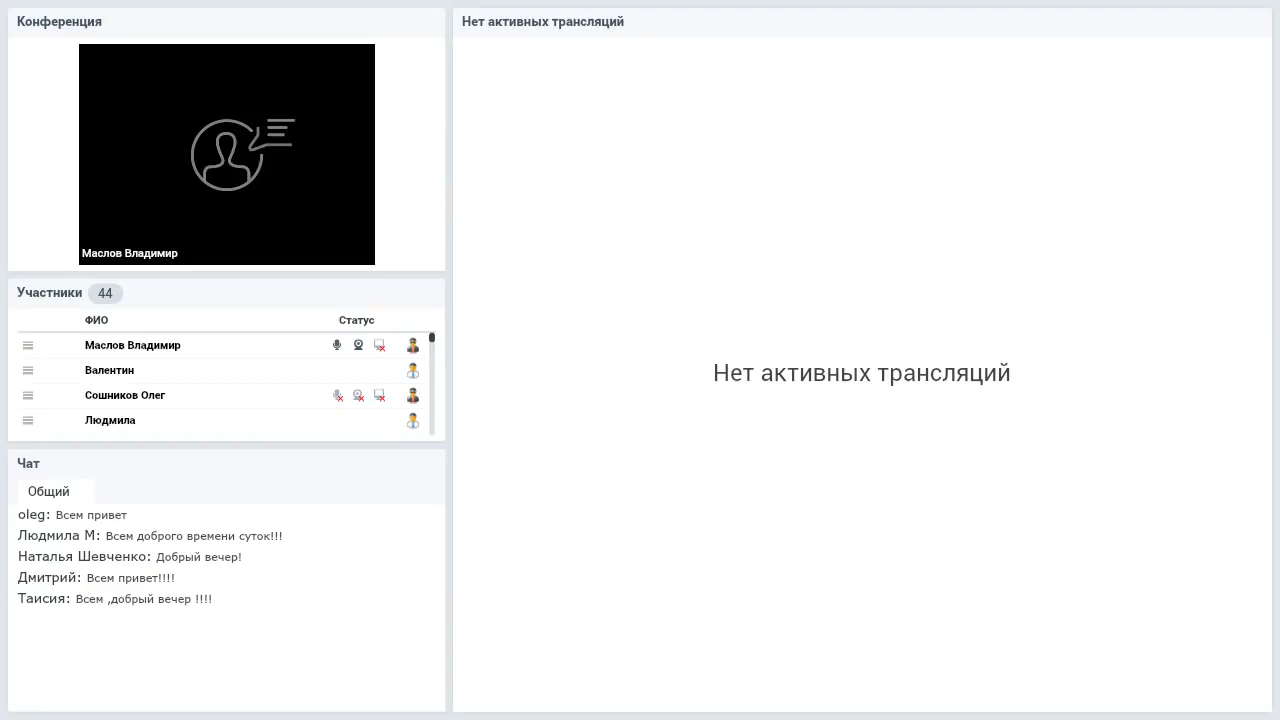 Конференция
Маслов Владимир
Участники 44
ФИО Статус
Маслов Владимир
Валентин
Сошников Олег
Людмила
Чат
Общий
oleg: Всем привет
Людмила М: Всем доброго времени суток!!!
Наталья Шевченко: Добрый вечер!
Дмитрий: Всем привет!!!!
Таисия: Всем ,добрый вечер !!!!
Нет активных трансляций
Нет активных трансляций